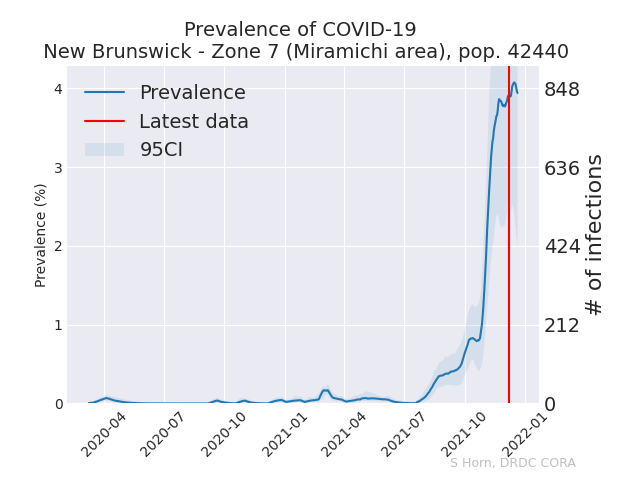 Prevalence of COVID-19
New Brunswick - Zone 7 (Miramichi area), pop. 42440
Prevalence
Latest data
95CI
Prevalence (%)
4
3
2
1
0
848
636
424
212
0
# of infections
2020-04
2020-07
2020-10
2021-01
2021-04
2021-07
2021-10
2022-01
S Horn, DRDC CORA